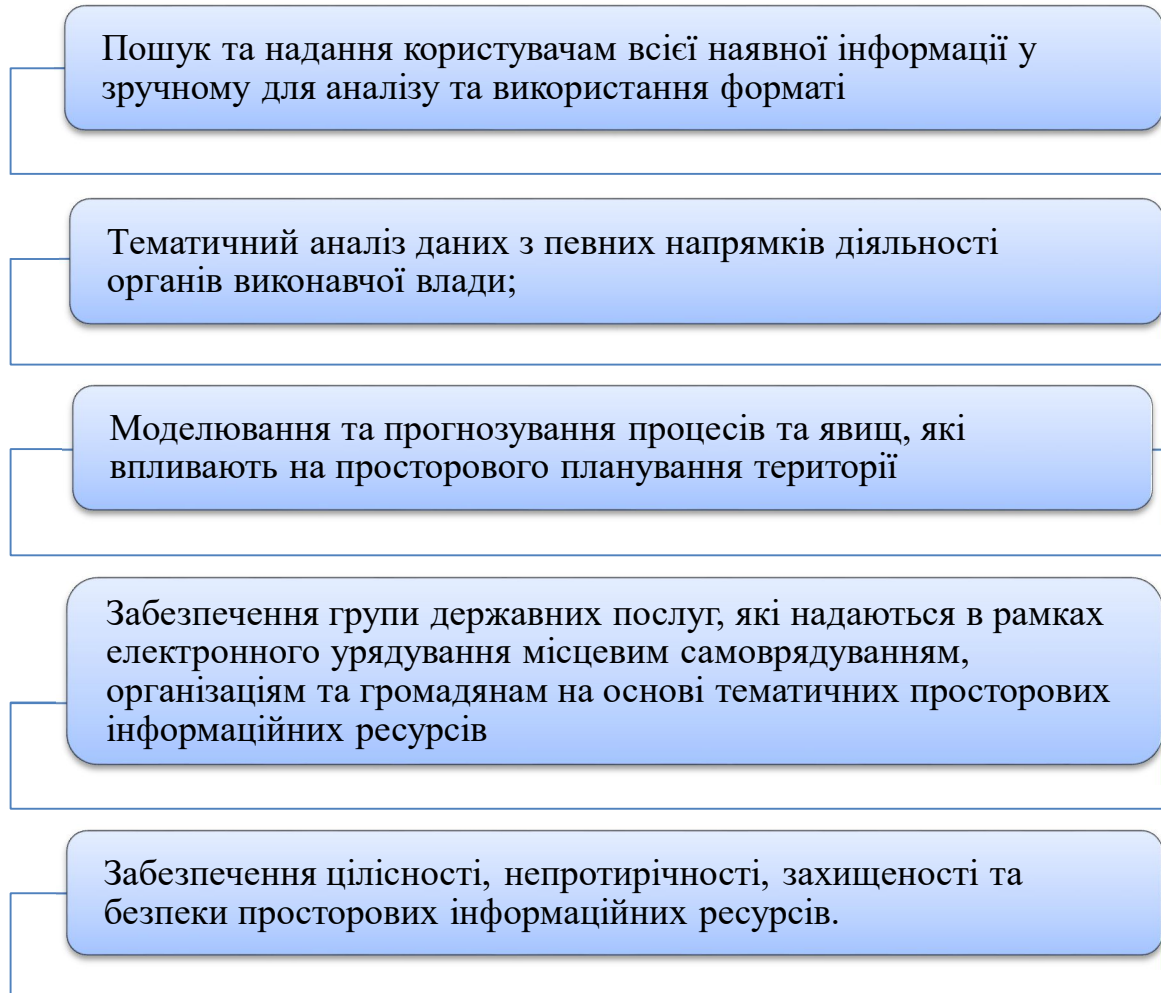 Пошук та надання користувачам всієї наявної інформації у
зручному для аналізу та використання форматі
Тематичний аналіз даних з певних напрямків діяльності
органів виконавчої влади;
Моделювання та прогнозування процесів та явищ, які
впливають на просторового планування території
Забезпечення групи державних послуг, які надаються в рамках
електронного урядування місцевим самоврядуванням,
організаціям та громадянам на основі тематичних просторових
інформаційних ресурсів
Забезпечення цілісності, непротирічності, захищеності та
безпеки просторових інформаційних ресурсів.